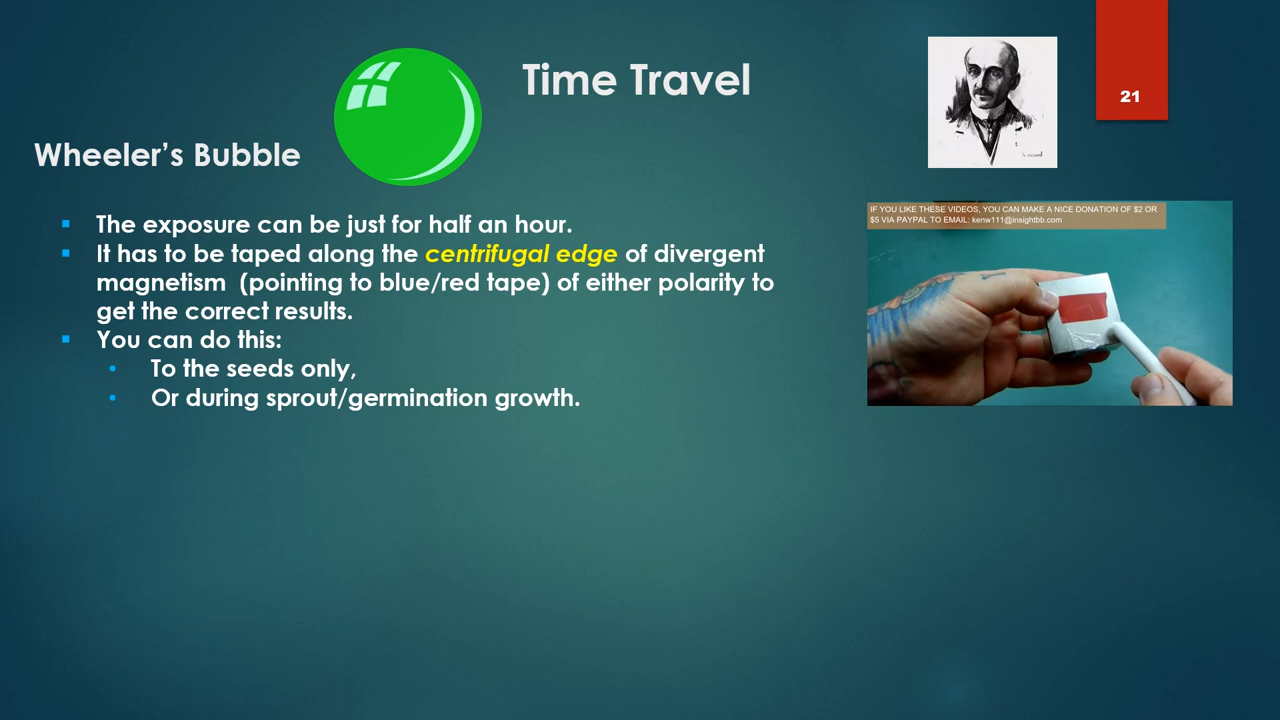 Time Travel
21
Wheeler's Bubble
The exposure can be just for half an hour.
It has to be taped along the centrifugal edge of divergent
magnetism (pointing to blue/red tape) of either polarity to
get the correct results.
You can do this:
To the seeds only,
Or during sprout/germination growth.
IF YOU LIKE THESE VIDEOS, YOU CAN MAKE A NICE DONATION OF $2 OR
$5 VIA PAYPAL TO EMAIL: kenw111@insightbb.com